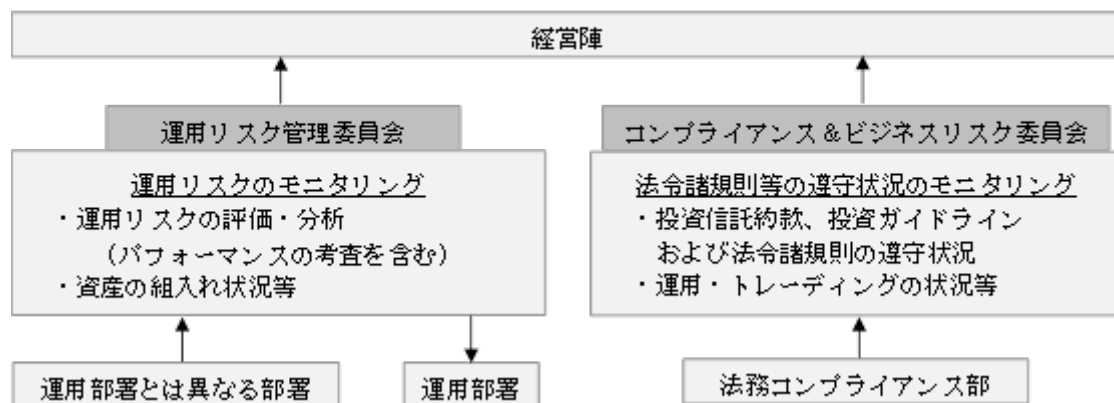 経営陣
運用リスク管理委員会
運用リスクのモニタリング
・運用リスクの評価・分析
(パフォーマンスの考査を含む)
・資産の組入れ状況等
運用部署とは異なる部署
運用部署
コンプライアンス&ビジネスリスク委員会
法令諸規則等の遵守状況のモニタリング
・投資信託約款、投資ガイドライン
および法令諸規則の遵守状況
・運用・トレーディングの状況等
法務コンプライアンス部